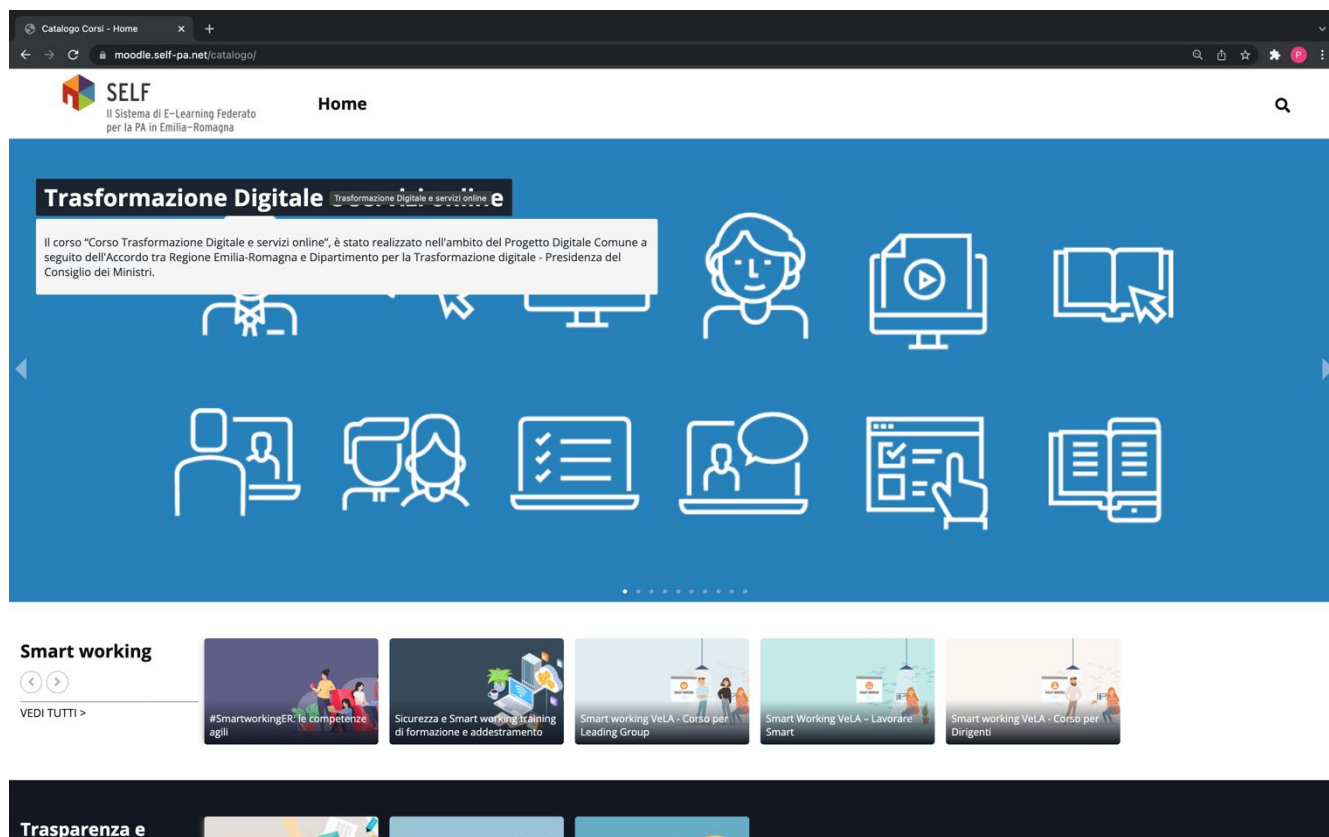 Catalogo Corsi - Home
moodle.self-pa.net/catalogo/
P
SELF
Il Sistema di E-Learning Federato
per la PA in Emilia-Romagna
Home
Trasformazione Digitale e
Trasformazione Digitale e servizi online
Il corso “Corso Trasformazione Digitale e servizi online”, è stato realizzato nell'ambito del Progetto Digitale Comune a
seguito dell'Accordo tra Regione Emilia-Romagna e Dipartimento per la Trasformazione digitale - Presidenza del
Consiglio dei Ministri.
Smart working
VEDI TUTTI >
#SmartworkingER: le competenze
agili
Sicurezza e Smart working training
di formazione e addestramento
Smart working VeLA - Corso per
Leading Group
Smart Working VeLA – Lavorare
Smart
Smart working VeLA - Corso per
Dirigenti
Trasparenza e